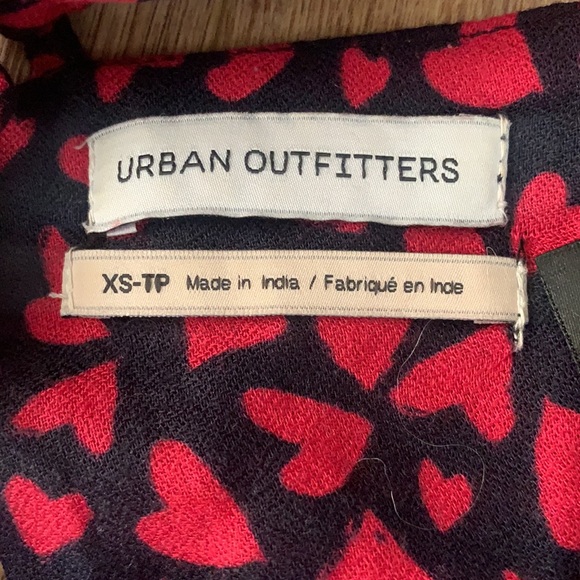 URBAN OUTFITTERS
XS-TP Made in India / Fabriqué en Inde